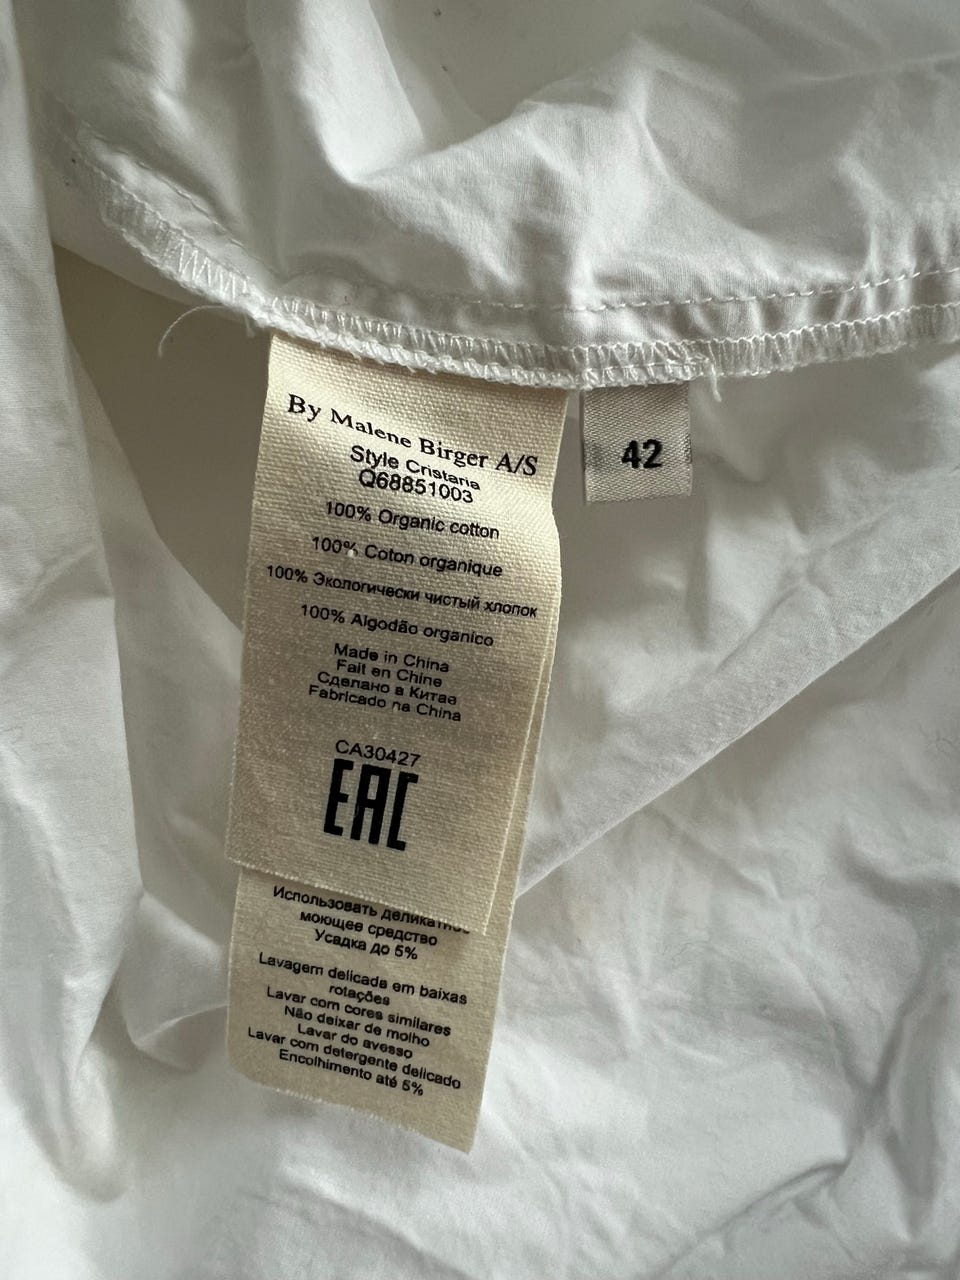 By Malene Birger A/S
Style Cristaria
Q68851003
100% Organic cotton
100% Coton organique
100% Экологически чистый хлопок
100% Algodão organico
Made in China
Fait en Chine
Сделано в Китае
Fabricado na China
CA30427
EAC
42
Использовать деликатное
моющее средство
Усадка до 5%
Lavagem delicada em baixas
rotações
Lavar com cores similares
Não deixar de molho
Lavar do avesso
Lavar com detergente delicado
Encolhimento até 5%